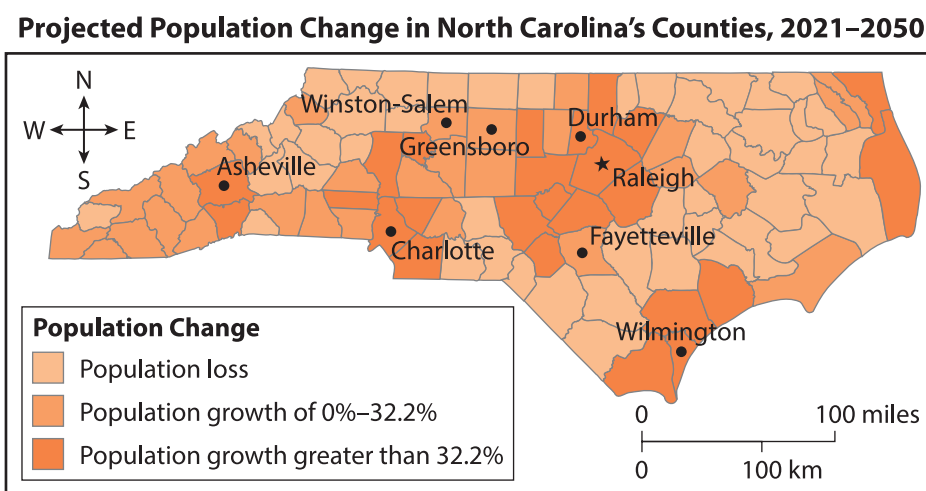 Projected Population Change in North Carolina's Counties, 2021–2050
N
W E
S
Winston-Salem
Durham
Greensboro
Asheville
Raleigh
Charlotte
Fayetteville
Wilmington
Population Change
Population loss
Population growth of 0%–32.2%
Population growth greater than 32.2%
0 100 miles
0 100 km